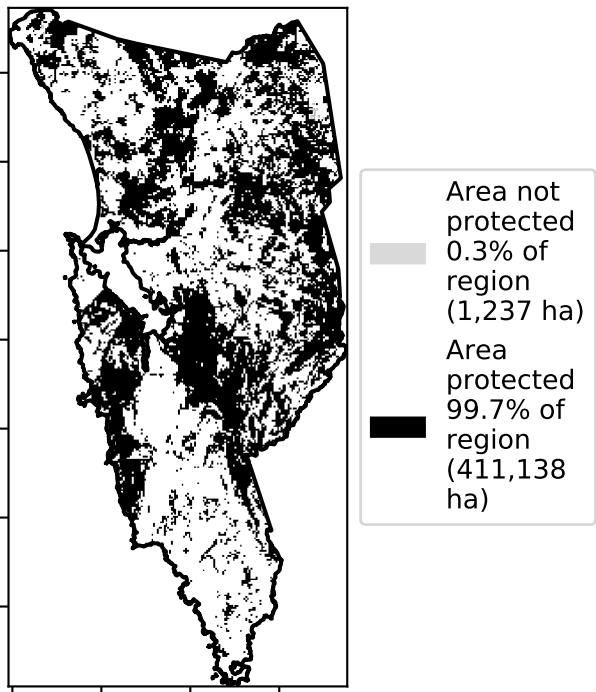 Area not
protected
0.3% of
region
(1,237 ha)
Area
protected
99.7% of
region
(411,138
ha)